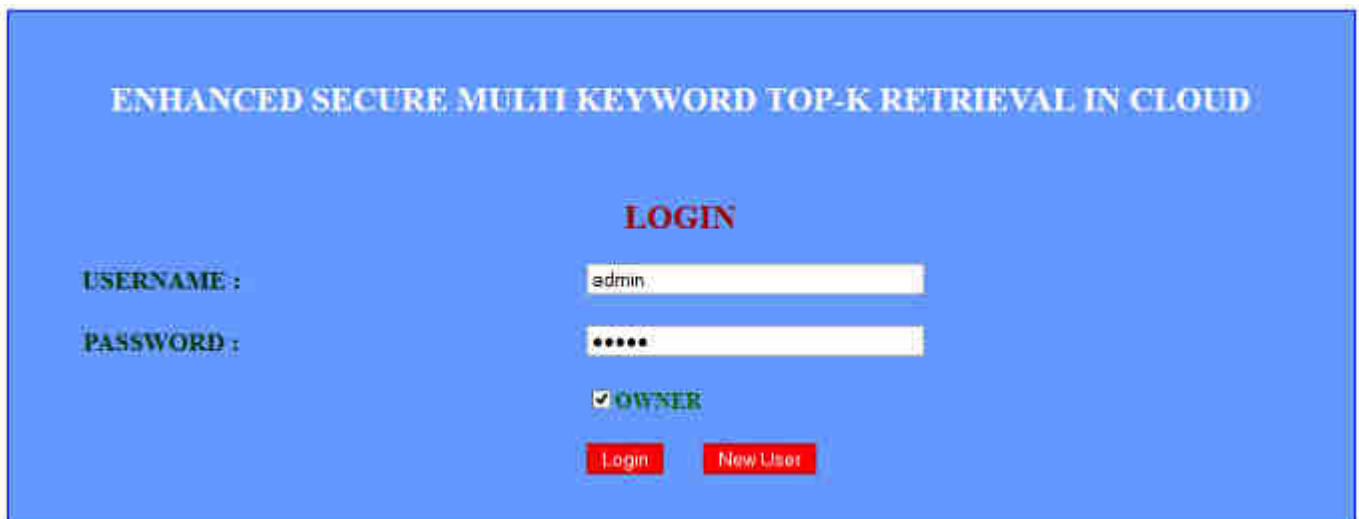 ENHANCED SECURE MULTI KEYWORD TOP-K RETRIEVAL IN CLOUD
LOGIN
USERNAME : admin
PASSWORD : •••••
OWNER
Login New User